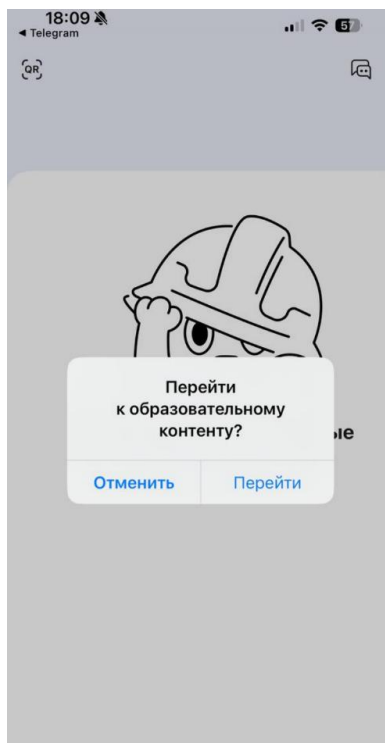 18:09
◄ Telegram
57
QR
Перейти
к образовательному
контенту?
ые
Отменить
Перейти